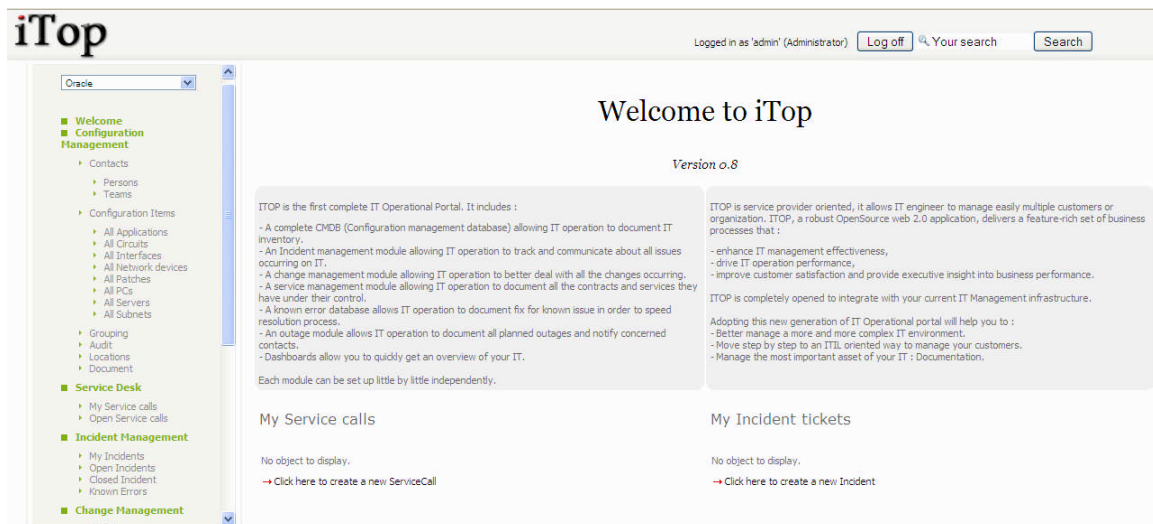 iTop
Logged in as 'admin' (Administrator)
Log off
Your search
Search
Oracle
Welcome
Configuration
Management
Contacts
Persons
Teams
Configuration Items
All Applications
All Circuits
All Interfaces
All Network devices
All Patches
All PCs
All Servers
All Subnets
Grouping
Audit
Locations
Document
Service Desk
My Service calls
Open Service calls
Incident Management
My Incidents
Open Incidents
Closed Incident
Known Errors
Change Management
Welcome to iTop
Version 0.8
ITOP is the first complete IT Operational Portal. It includes :
- A complete CMDB (Configuration management database) allowing IT operation to document IT
inventory.
- An Incident management module allowing IT operation to track and communicate about all issues
occurring on IT.
- A change management module allowing IT operation to better deal with all the changes occurring.
- A service management module allowing IT operation to document all the contracts and services they
have under their control.
- A known error database allows IT operation to document fix for known issue in order to speed
resolution process.
- An outage module allows IT operation to document all planned outages and notify concerned
contacts.
- Dashboards allow you to quickly get an overview of your IT.
Each module can be set up little by little independently.
ITOP is service provider oriented, it allows IT engineer to manage easily multiple customers or
organization. ITOP, a robust OpenSource web 2.0 application, delivers a feature-rich set of business
processes that :
- enhance IT management effectiveness,
- drive IT operation performance,
- improve customer satisfaction and provide executive insight into business performance.
ITOP is completely opened to integrate with your current IT Management infrastructure.
Adopting this new generation of IT Operational portal will help you to :
- Better manage a more and more complex IT environment.
- Move step by step to an ITIL oriented way to manage your customers.
- Manage the most important asset of your IT : Documentation.
My Service calls
No object to display.
Click here to create a new ServiceCall
My Incident tickets
No object to display.
Click here to create a new Incident